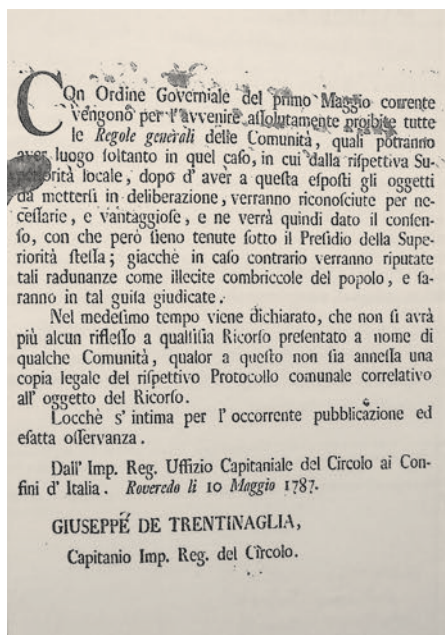 COn Ordine Governiale del primo Maggio corrente
vengono per l'avvenire assolutamente proibite tutte
le Regole generali delle Comunità, quali potranno
aver luogo soltanto in quel caso, in cui dalla rispettiva Su-
periorità locale, dopo d' aver a questa esposti gli oggetti
da mettersi in deliberazione, verranno riconosciute per ne-
cessarie, e vantaggiose, e ne verrà quindi dato il consen-
so, con che però sieno tenute sotto il Presidio della Supe-
riorità stessa; giacchè in caso contrario verranno riputate
tali radunanze come illecite combriccole del popolo, e sa-
ranno in tal guisa giudicate.
Nel medesimo tempo viene dichiarato, che non si avrà
più alcun riflesso a qualsisia Ricorso presentato a nome di
qualche Comunità, qualor a questo non sia annessa una
copia legale del rispettivo Protocollo comunale correlativo
all' oggetto del Ricorso.
Locchè s' intima per l' occorrente pubblicazione ed
esatta osservanza.
Dall' Imp. Reg. Uffizio Capitaniale del Circolo ai Con-
fini d' Italia. Roveredo li 10 Maggio 1787.
GIUSEPPE DE TRENTINAGLIA,
Capitanio Imp. Reg. del Circolo.